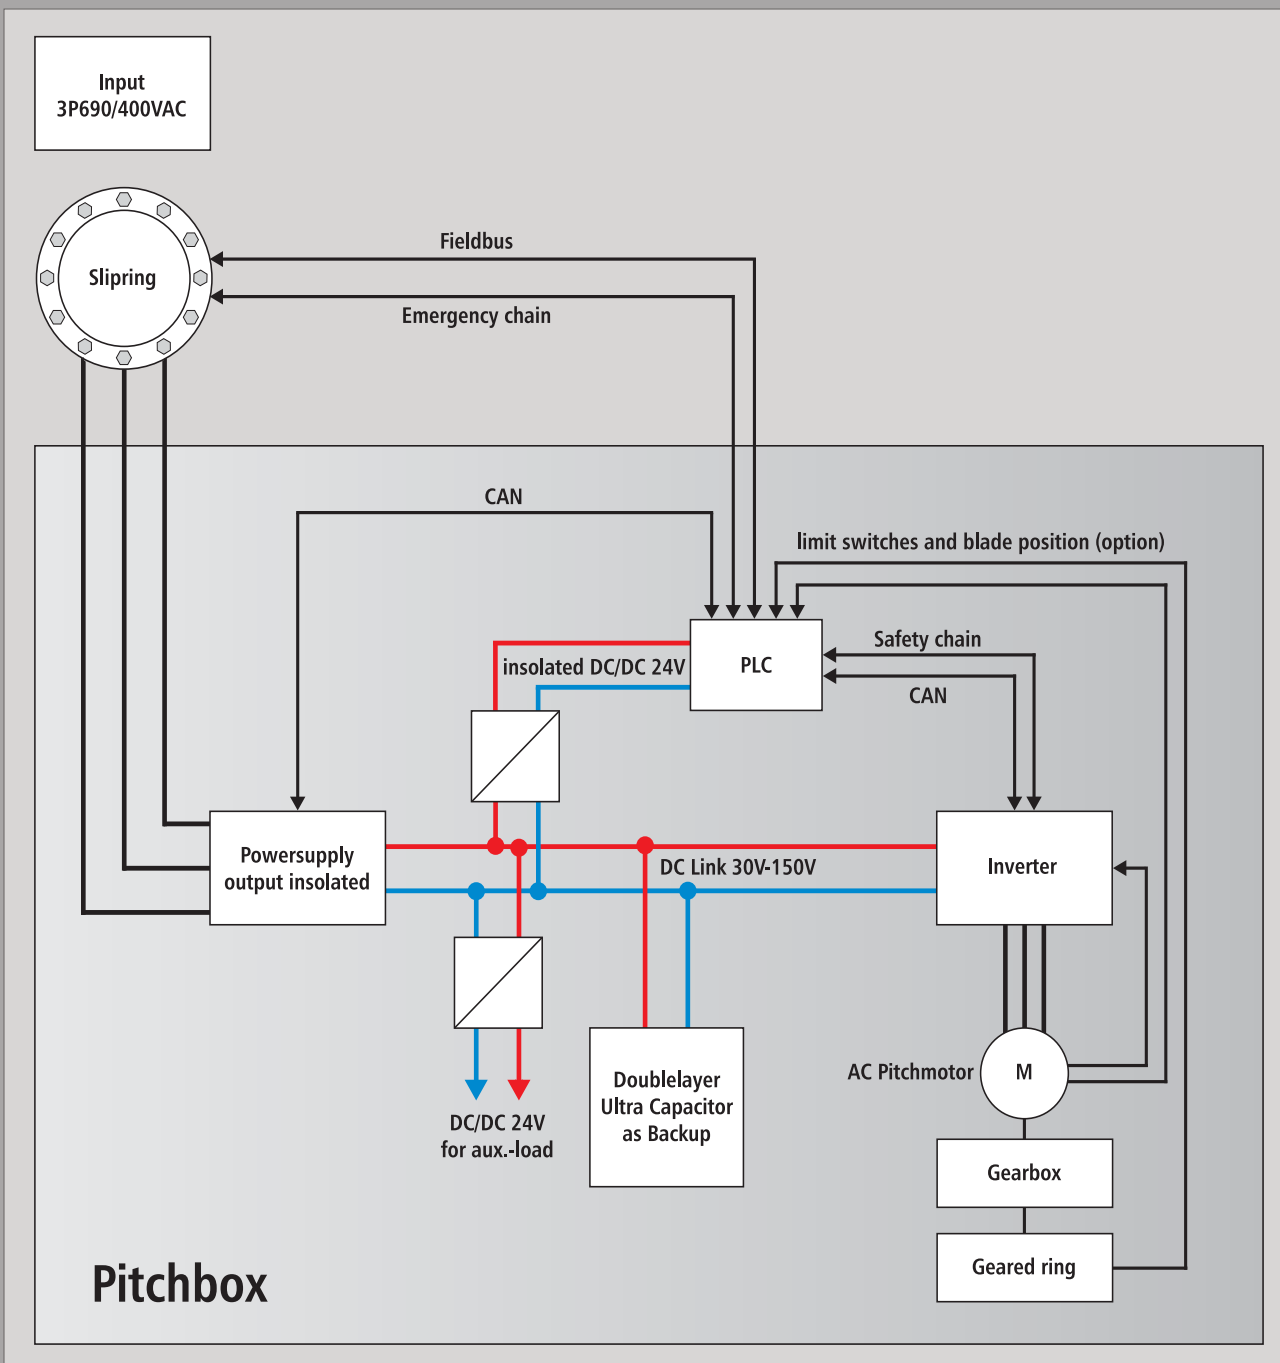 Input
3P690/400VAC
Slipring
Fieldbus
Emergency chain
CAN
limit switches and blade position (option)
Safety chain
insolated DC/DC 24V
PLC
CAN
Powersupply
output insolated
DC Link 30V-150V
Inverter
AC Pitchmotor
M
Doublelayer
Ultra Capacitor
as Backup
DC/DC 24V
for aux.-load
Gearbox
Geared ring
Pitchbox